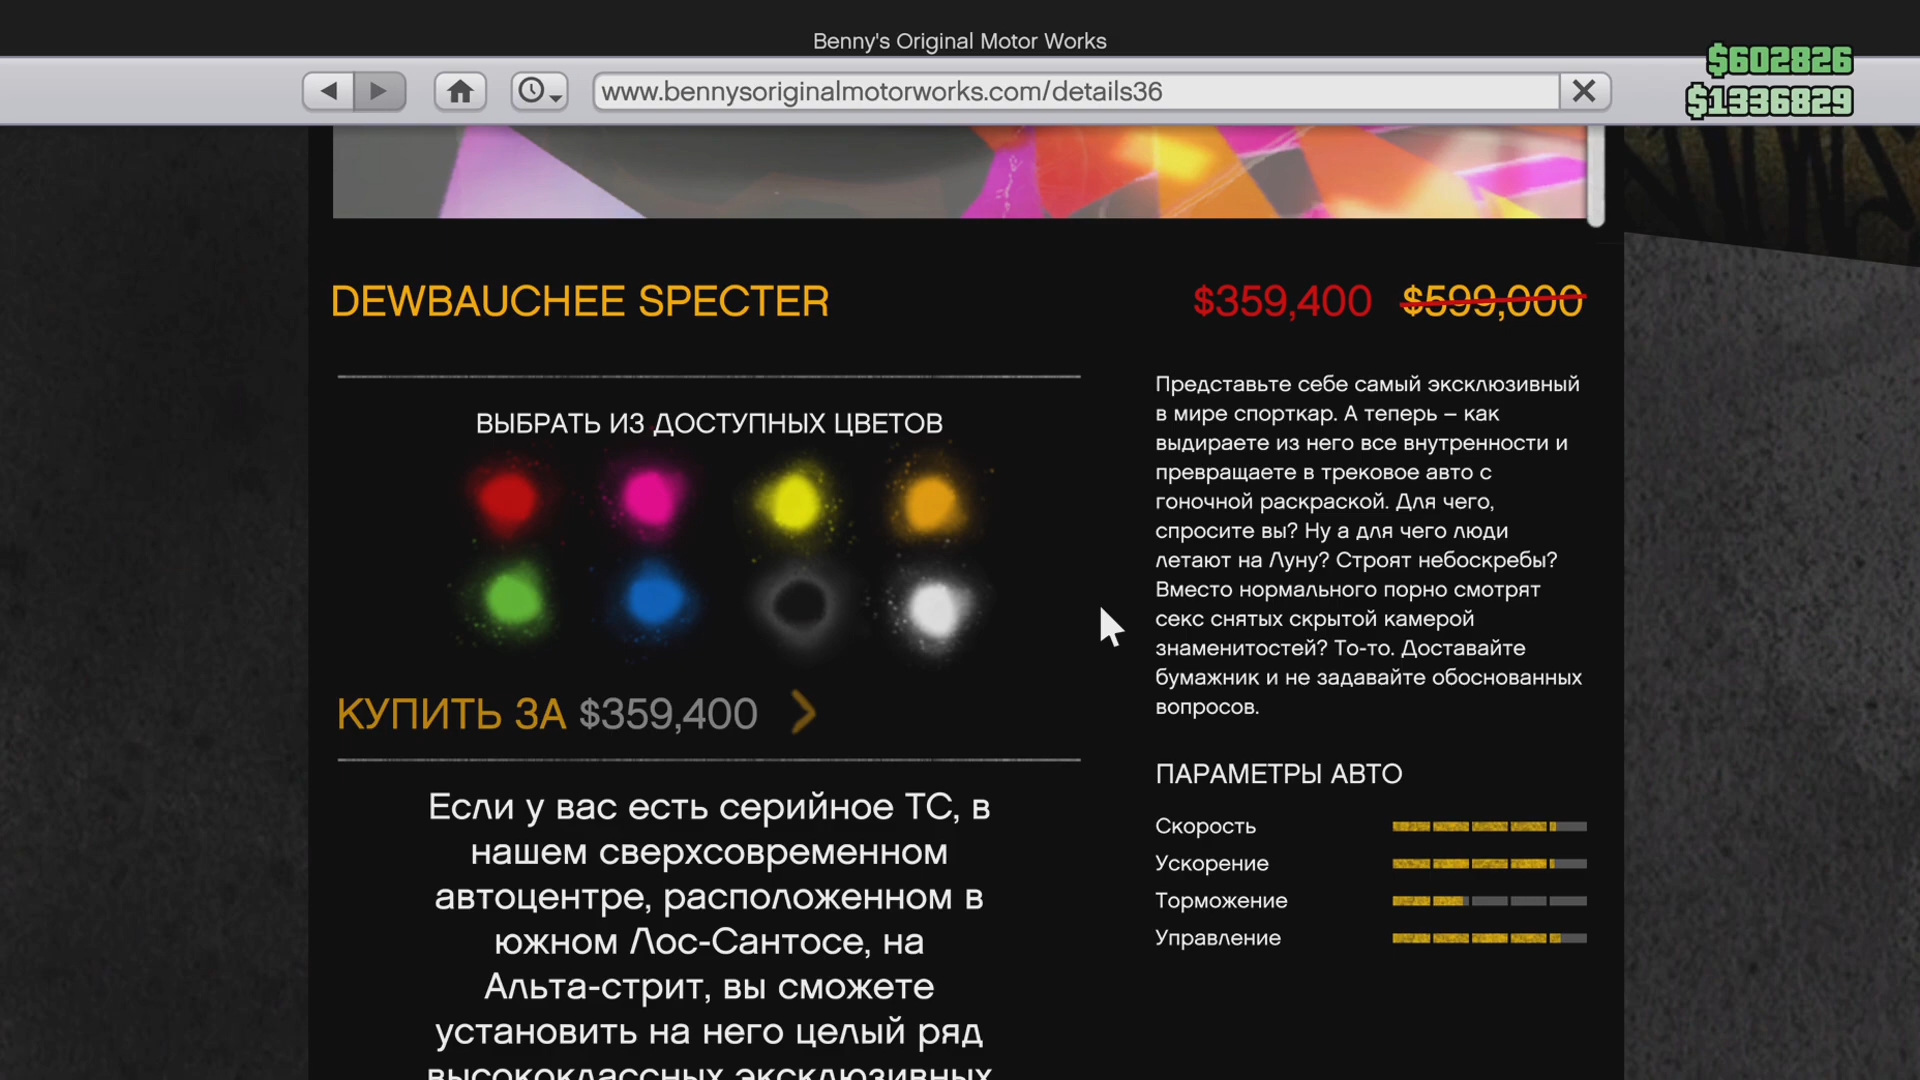 Benny's Original Motor Works
www.bennysoriginalmotorworks.com/details36
$602826
$1336829
DEWBAUCHEE SPECTER
$359,400 $599,000
ВЫБРАТЬ ИЗ ДОСТУПНЫХ ЦВЕТОВ
КУПИТЬ ЗА $359,400
Если у вас есть серийное ТС, в
нашем сверхсовременном
автоцентре, расположенном в
южном Лос-Сантосе, на
Альта-стрит, вы сможете
установить на него целый ряд
высококлассных эксклюзивных
Представьте себе самый эксклюзивный
в мире спорткар. А теперь – как
выдираете из него все внутренности и
превращаете в трековое авто с
гоночной раскраской. Для чего,
спросите вы? Ну а для чего люди
летают на Луну? Строят небоскребы?
Вместо нормального порно смотрят
секс снятых скрытой камерой
знаменитостей? То-то. Доставайте
бумажник и не задавайте обоснованных
вопросов.
ПАРАМЕТРЫ АВТО
Скорость
Ускорение
Торможение
Управление